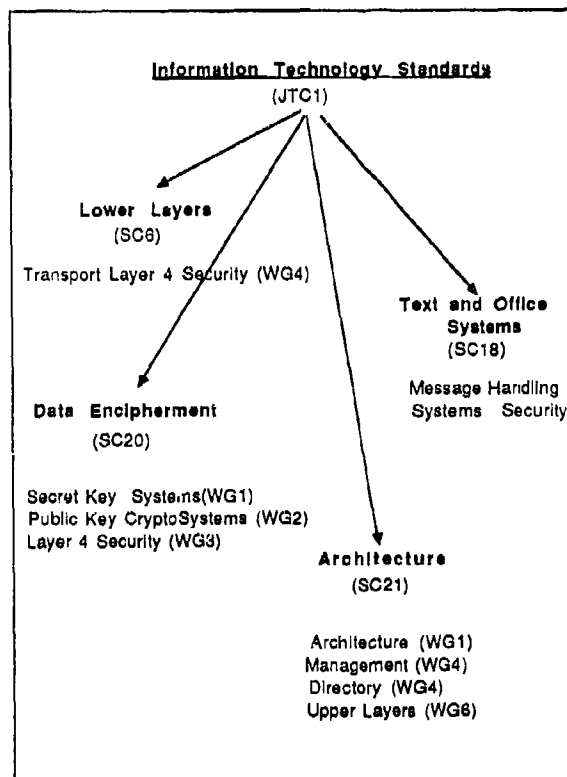 Information Technology Standards
(JTC1)
Lower Layers
(SC6)
Transport Layer 4 Security (WG4)
Text and Office
Systems
(SC18)
Message Handling
Systems Security
Data Encipherment
(SC20)
Secret Key Systems(WG1)
Public Key CryptoSystems (WG2)
Layer 4 Security (WG3)
Architecture
(SC21)
Architecture (WG1)
Management (WG4)
Directory (WG4)
Upper Layers (WG6)